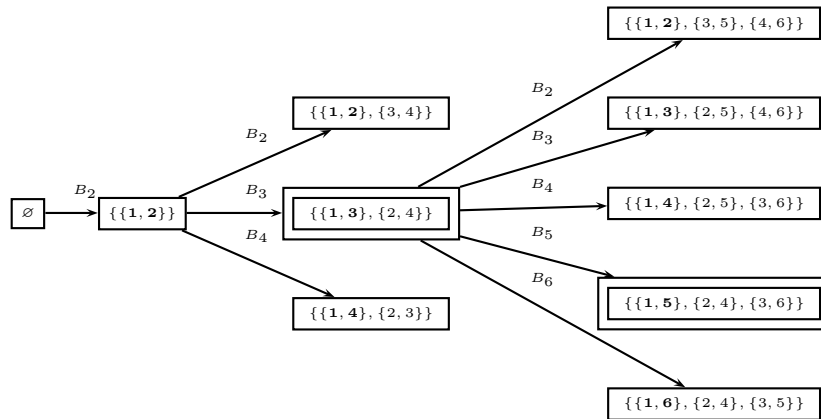 {{1, 2}, {3, 5}, {4, 6}}
B2
{{1, 2}, {3, 4}}
{{1, 3}, {2, 5}, {4, 6}}
B2
B3
B2
B3
B4
∅
{{1, 2}}
{{1, 3}, {2, 4}}
{{1, 4}, {2, 5}, {3, 6}}
B4
B5
B6
{{1, 4}, {2, 3}}
{{1, 5}, {2, 4}, {3, 6}}
{{1, 6}, {2, 4}, {3, 5}}